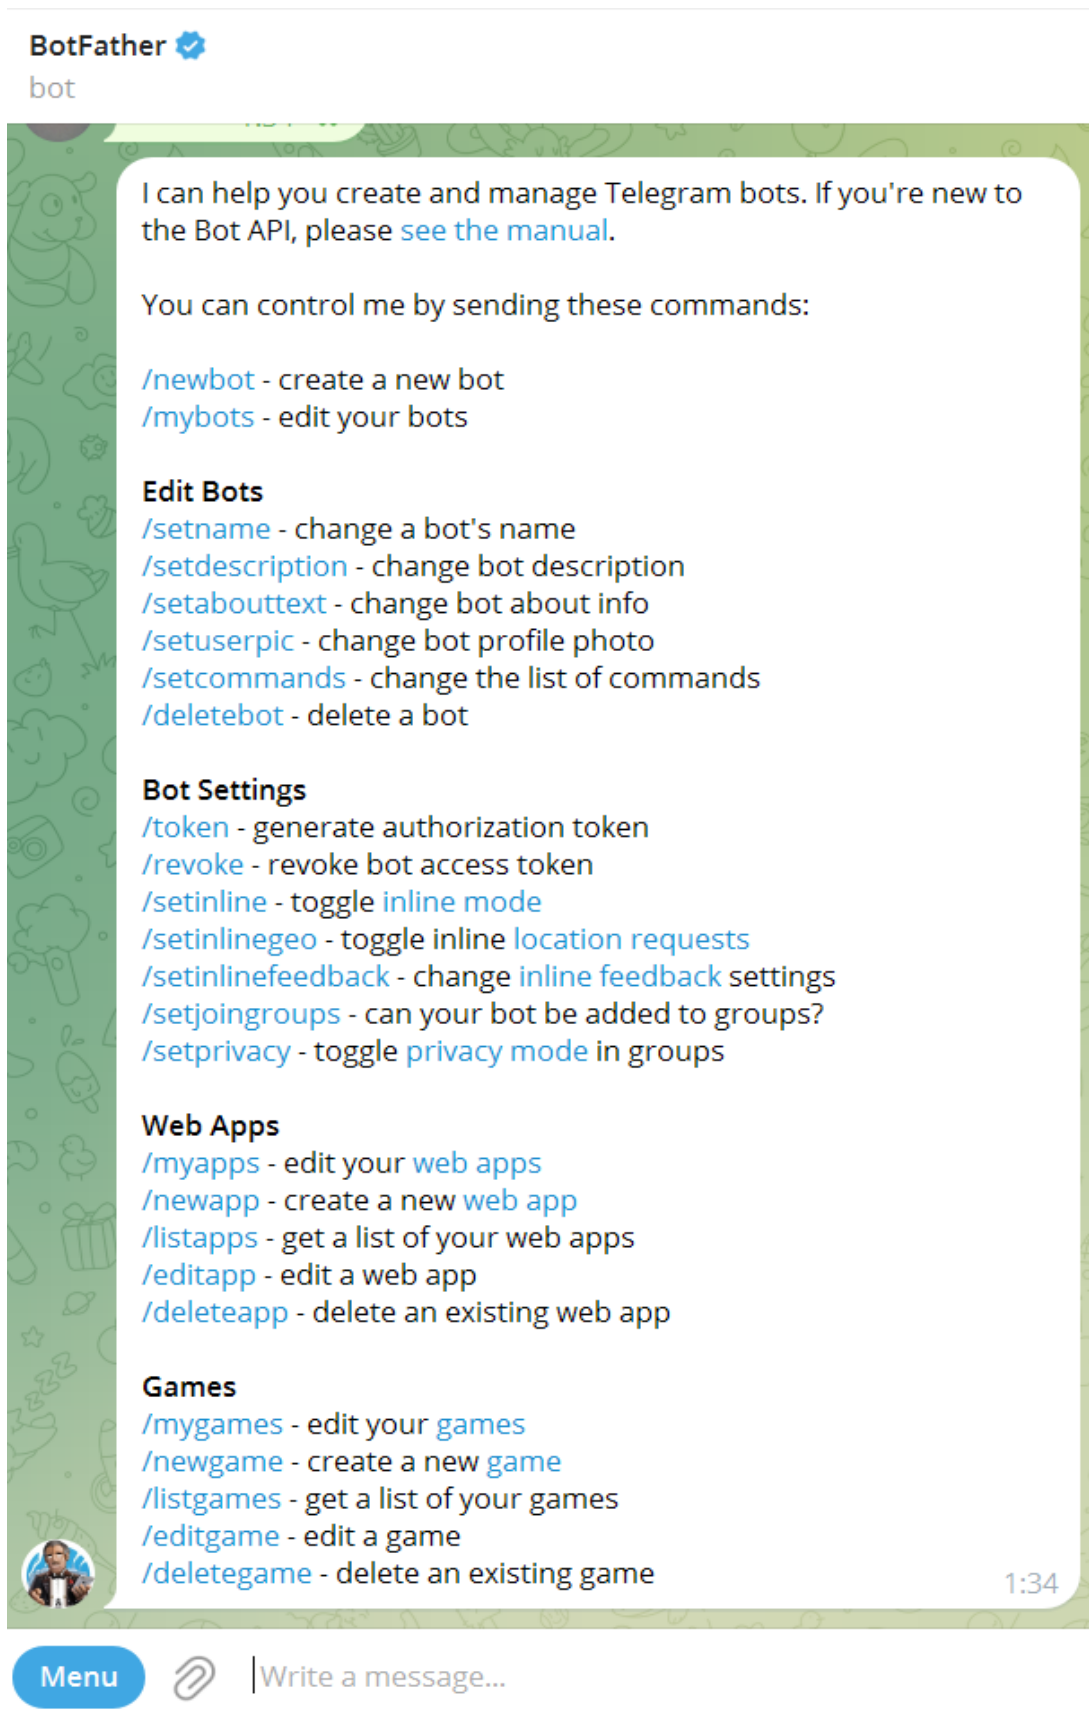 BotFather
bot
I can help you create and manage Telegram bots. If you're new to
the Bot API, please see the manual.
You can control me by sending these commands:
/newbot - create a new bot
/mybots - edit your bots
Edit Bots
/setname - change a bot's name
/setdescription - change bot description
/setabouttext - change bot about info
/setuserpic - change bot profile photo
/setcommands - change the list of commands
/deletebot - delete a bot
Bot Settings
/token - generate authorization token
/revoke - revoke bot access token
/setinline - toggle inline mode
/setinlinegeo - toggle inline location requests
/setinlinefeedback - change inline feedback settings
/setjoingroups - can your bot be added to groups?
/setprivacy - toggle privacy mode in groups
Web Apps
/myapps - edit your web apps
/newapp - create a new web app
/listapps - get a list of your web apps
/editapp - edit a web app
/deleteapp - delete an existing web app
Games
/mygames - edit your games
/newgame - create a new game
/listgames - get a list of your games
/editgame - edit a game
/deletegame - delete an existing game
1:34
Menu
Write a message...